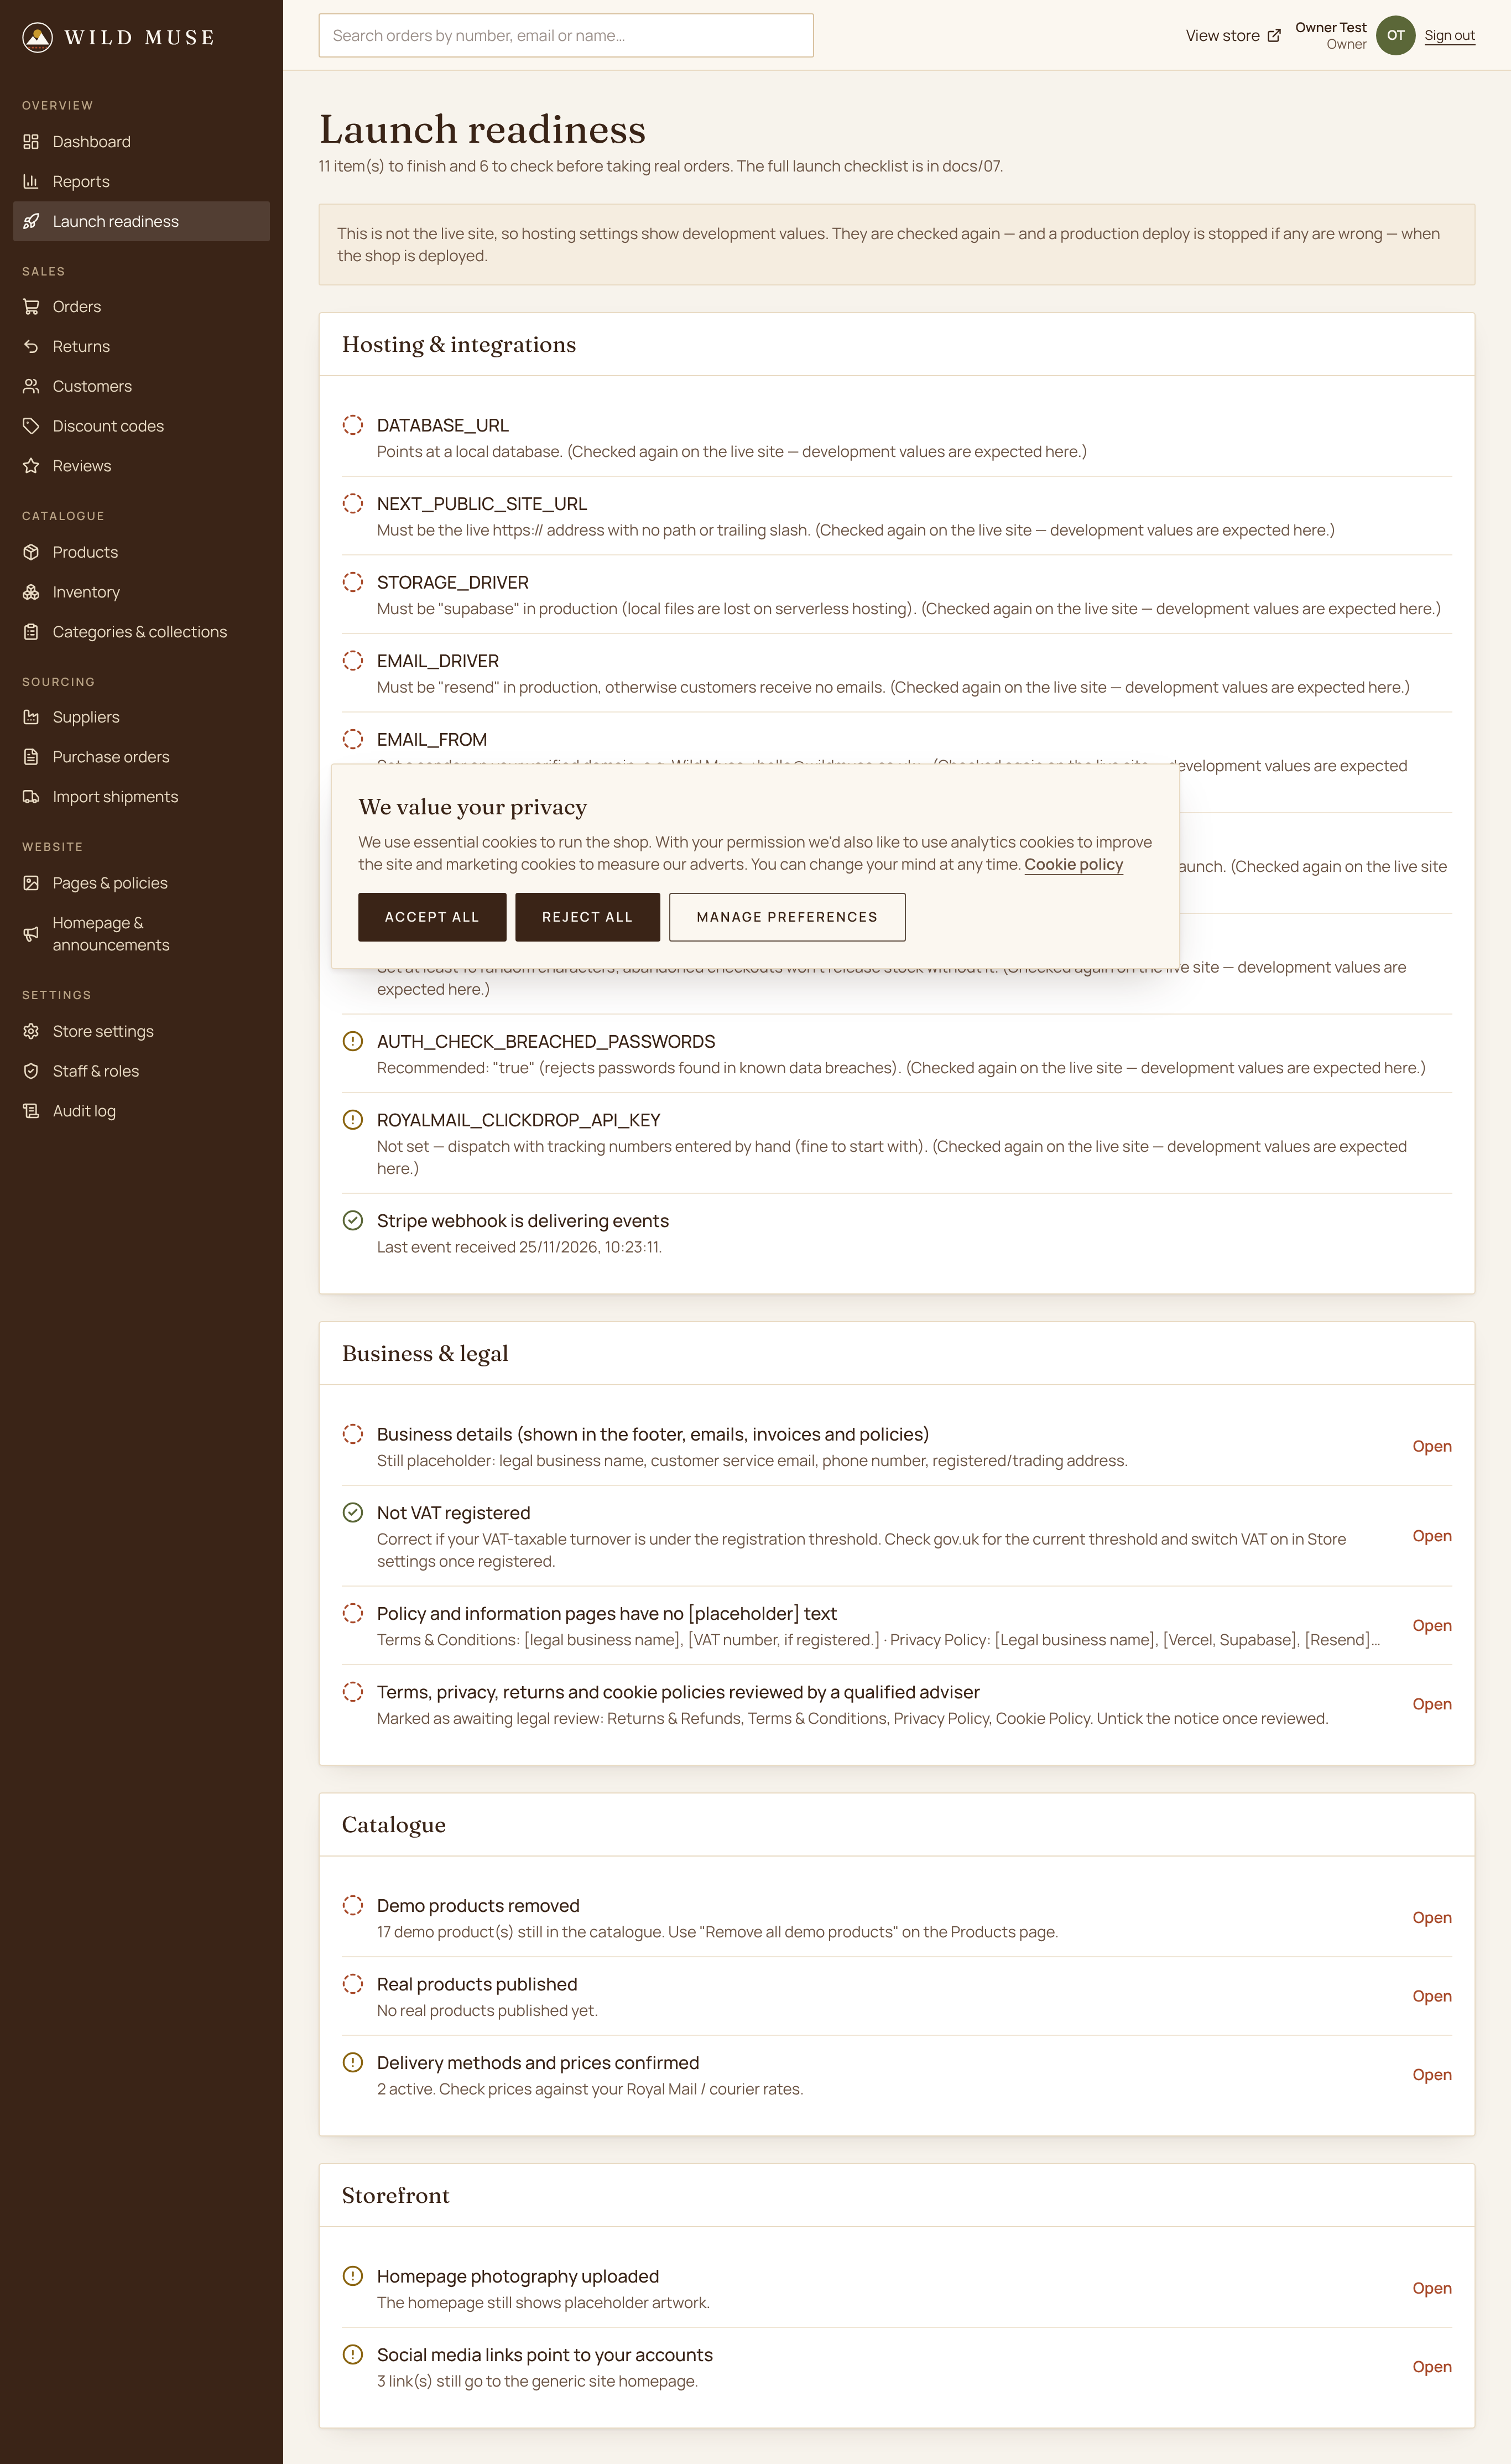 WILD MUSE
OVERVIEW
Dashboard
Reports
Launch readiness
SALES
Orders
Returns
Customers
Discount codes
Reviews
CATALOGUE
Products
Inventory
Categories & collections
SOURCING
Suppliers
Purchase orders
Import shipments
WEBSITE
Pages & policies
Homepage &
announcements
SETTINGS
Store settings
Staff & roles
Audit log
Search orders by number, email or name…
View store
Owner Test
Owner
OT
Sign out
Launch readiness
11 item(s) to finish and 6 to check before taking real orders. The full launch checklist is in docs/07.
This is not the live site, so hosting settings show development values. They are checked again — and a production deploy is stopped if any are wrong — when
the shop is deployed.
Hosting & integrations
DATABASE_URL
Points at a local database. (Checked again on the live site — development values are expected here.)
NEXT_PUBLIC_SITE_URL
Must be the live https:// address with no path or trailing slash. (Checked again on the live site — development values are expected here.)
STORAGE_DRIVER
Must be "supabase" in production (local files are lost on serverless hosting). (Checked again on the live site — development values are expected here.)
EMAIL_DRIVER
Must be "resend" in production, otherwise customers receive no emails. (Checked again on the live site — development values are expected here.)
EMAIL_FROM
development values are expected
We value your privacy
We use essential cookies to run the shop. With your permission we'd also like to use analytics cookies to improve
the site and marketing cookies to measure our adverts. You can change your mind at any time. Cookie policy
ACCEPT ALL
REJECT ALL
MANAGE PREFERENCES
(Checked again on the live site
Set at least 16 random characters; abandoned checkouts won't release stock without it. (Checked again on the live site — development values are
expected here.)
AUTH_CHECK_BREACHED_PASSWORDS
Recommended: "true" (rejects passwords found in known data breaches). (Checked again on the live site — development values are expected here.)
ROYALMAIL_CLICKDROP_API_KEY
Not set — dispatch with tracking numbers entered by hand (fine to start with). (Checked again on the live site — development values are expected
here.)
Stripe webhook is delivering events
Last event received 25/11/2026, 10:23:11.
Business & legal
Business details (shown in the footer, emails, invoices and policies)
Still placeholder: legal business name, customer service email, phone number, registered/trading address.
Open
Not VAT registered
Correct if your VAT-taxable turnover is under the registration threshold. Check gov.uk for the current threshold and switch VAT on in Store
settings once registered.
Open
Policy and information pages have no [placeholder] text
Terms & Conditions: [legal business name], [VAT number, if registered.] · Privacy Policy: [Legal business name], [Vercel, Supabase], [Resend]…
Open
Terms, privacy, returns and cookie policies reviewed by a qualified adviser
Marked as awaiting legal review: Returns & Refunds, Terms & Conditions, Privacy Policy, Cookie Policy. Untick the notice once reviewed.
Open
Catalogue
Demo products removed
17 demo product(s) still in the catalogue. Use "Remove all demo products" on the Products page.
Open
Real products published
No real products published yet.
Open
Delivery methods and prices confirmed
2 active. Check prices against your Royal Mail / courier rates.
Open
Storefront
Homepage photography uploaded
The homepage still shows placeholder artwork.
Open
Social media links point to your accounts
3 link(s) still go to the generic site homepage.
Open